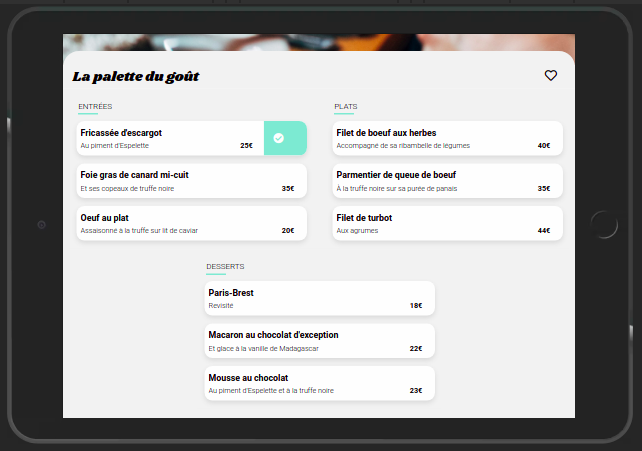 La palette du goût
ENTRÉES
Fricassée d'escargot
Au piment d'Espelette 25€
Foie gras de canard mi-cuit
Et ses copeaux de truffe noire 35€
Oeuf au plat
Assaisonné à la truffe sur lit de caviar 20€
PLATS
Filet de boeuf aux herbes
Accompagné de sa ribambelle de légumes 40€
Parmentier de queue de boeuf
À la truffe noire sur sa purée de panais 35€
Filet de turbot
Aux agrumes 44€
DESSERTS
Paris-Brest
Revisité 18€
Macaron au chocolat d'exception
Et glace à la vanille de Madagascar 22€
Mousse au chocolat
Au piment d'Espelette et à la truffe noire 23€